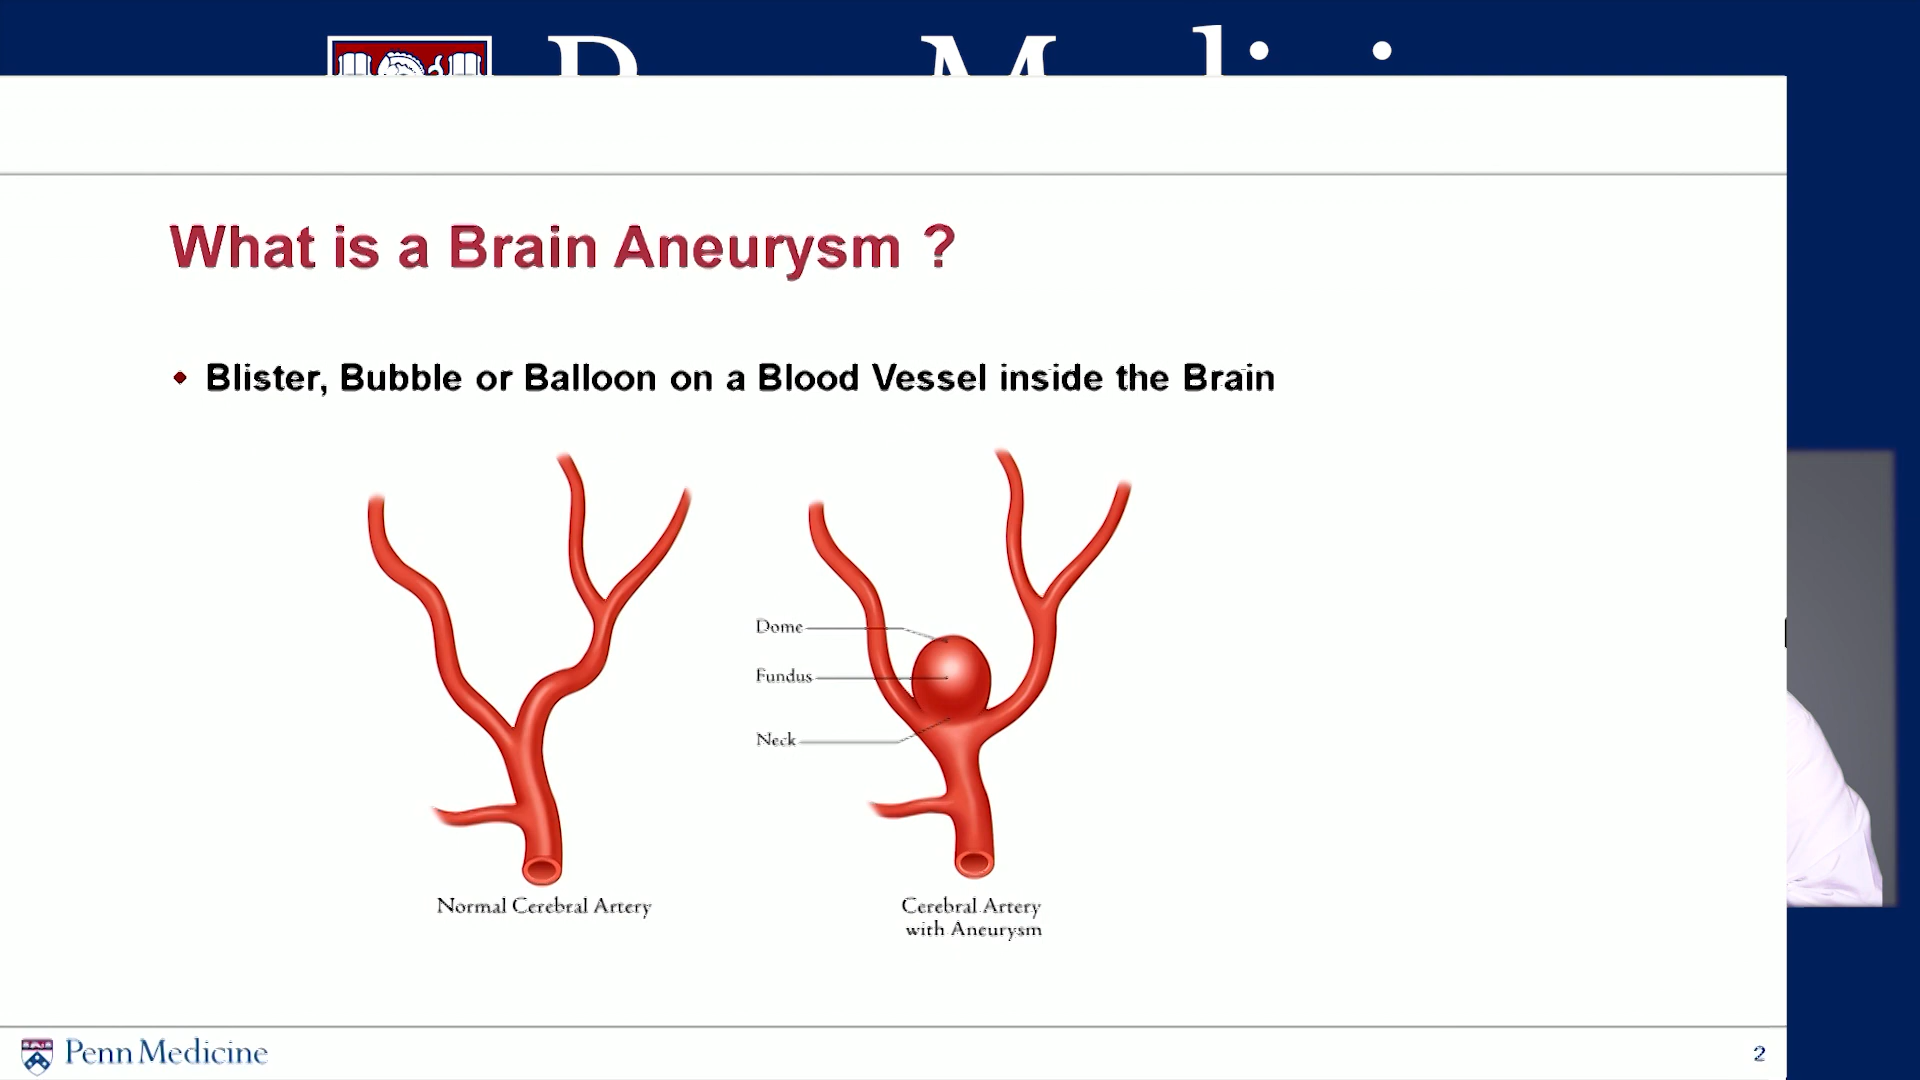 What is a Brain Aneurysm ?
Blister, Bubble or Balloon on a Blood Vessel inside the Brain
Dome
Fundus
Neck
Normal Cerebral Artery
Cerebral Artery
with Aneurysm
Penn Medicine
2